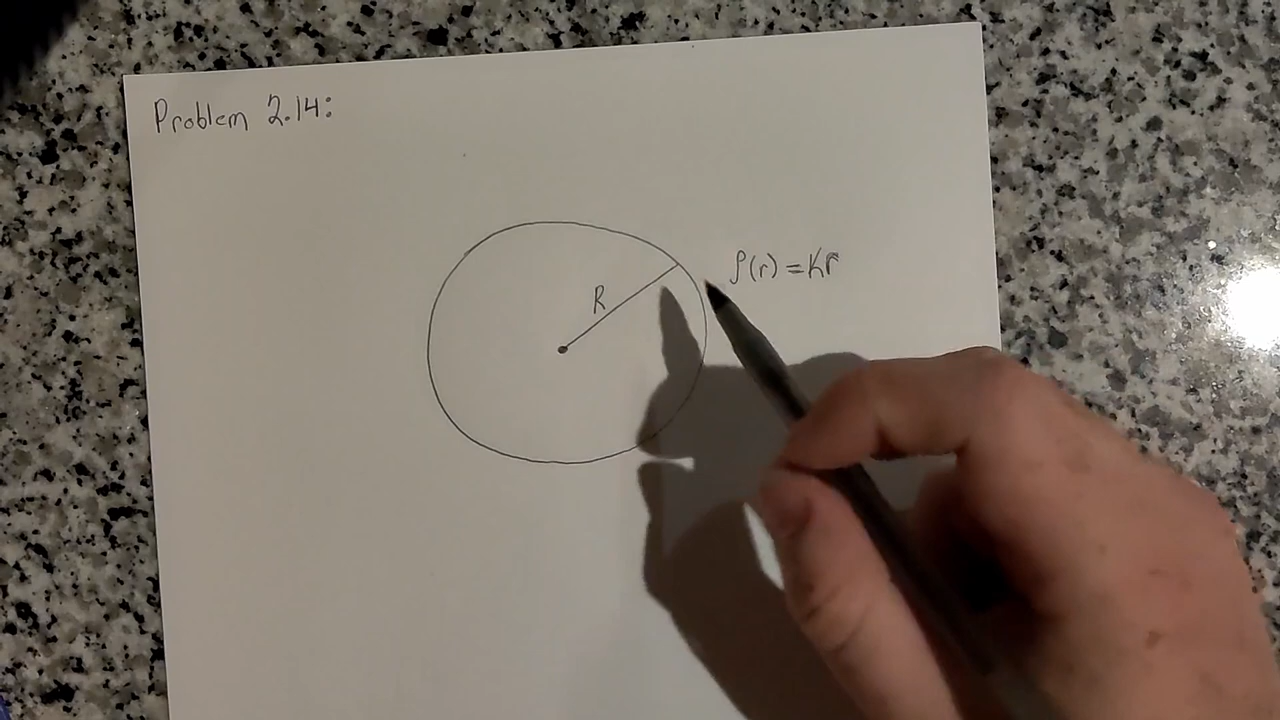 Problem 2.14:
ρ(r) = kr
R